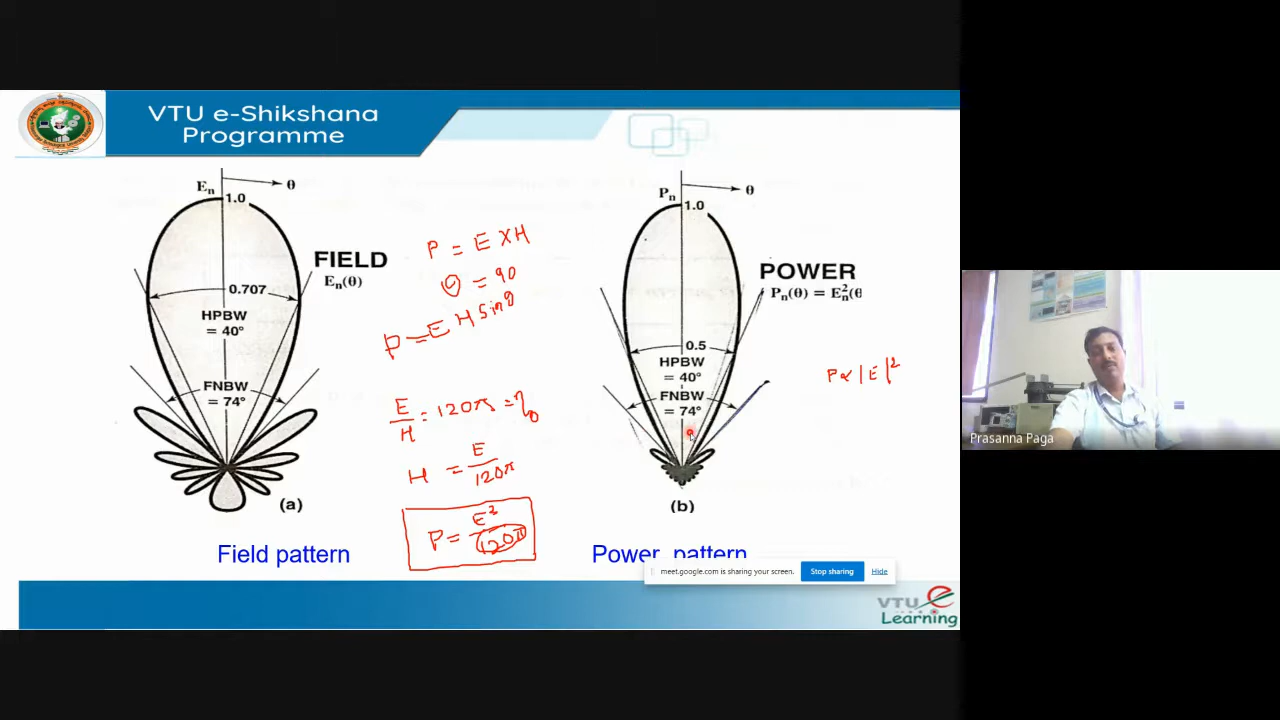 VTU e-Shikshana
Programme
En
θ
1.0
FIELD
En(θ)
0.707
HPBW
= 40°
FNBW
= 74°
(a)
Field pattern
P = E X H
θ = 90
P = E H Sinθ
E/H = 120π = η0
H = E/120π
P = E²/120π
Pn
θ
1.0
POWER
Pn(θ) = En²(θ
0.5
HPBW
= 40°
FNBW
= 74°
(b)
Power pattern
P ∝ |E|²
meet.google.com is sharing your screen.
Stop sharing
Hide
VTU e
Learning
Prasanna Paga